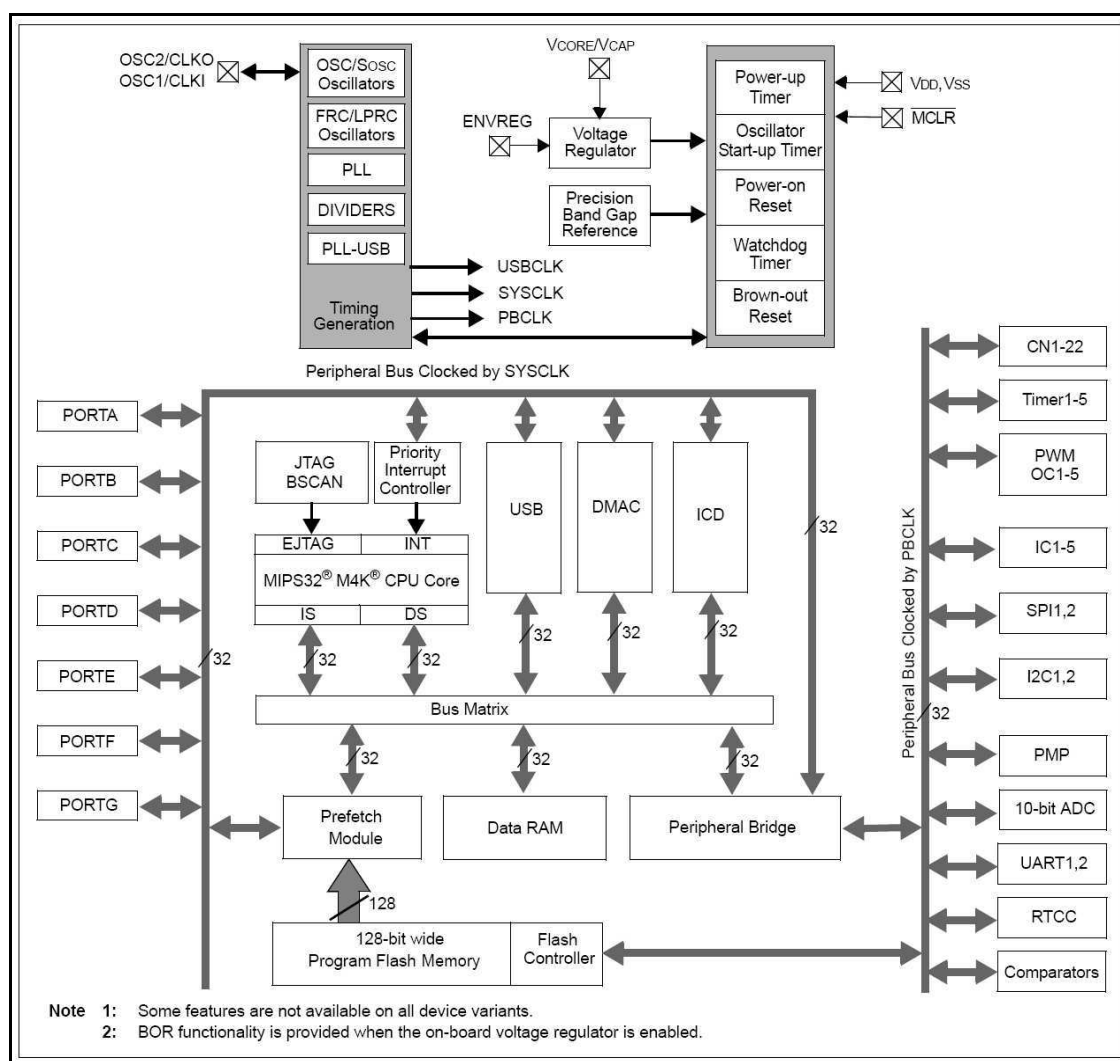 OSC2/CLKO
OSC1/CLKI
OSC/SOSC
Oscillators
FRC/LPRC
Oscillators
PLL
DIVIDERS
PLL-USB
Timing
Generation
USBCLK
SYSCLK
PBCLK
VCORE/VCAP
ENVREG
Voltage
Regulator
Precision
Band Gap
Reference
Power-up
Timer
Oscillator
Start-up Timer
Power-on
Reset
Watchdog
Timer
Brown-out
Reset
VDD, VSS
MCLR
Peripheral Bus Clocked by SYSCLK
PORTA
PORTB
PORTC
PORTD
PORTE
PORTF
PORTG
32
JTAG
BSCAN
Priority
Interrupt
Controller
EJTAG
INT
MIPS32® M4K® CPU Core
IS
DS
USB
DMAC
ICD
32
32
32
32
32
32
Bus Matrix
32
32
32
Prefetch
Module
Data RAM
Peripheral Bridge
128
128-bit wide
Program Flash Memory
Flash
Controller
Peripheral Bus Clocked by PBCLK
32
CN1-22
Timer1-5
PWM
OC1-5
IC1-5
SPI1,2
I2C1,2
PMP
10-bit ADC
UART1,2
RTCC
Comparators
Note 1: Some features are not available on all device variants.
2: BOR functionality is provided when the on-board voltage regulator is enabled.